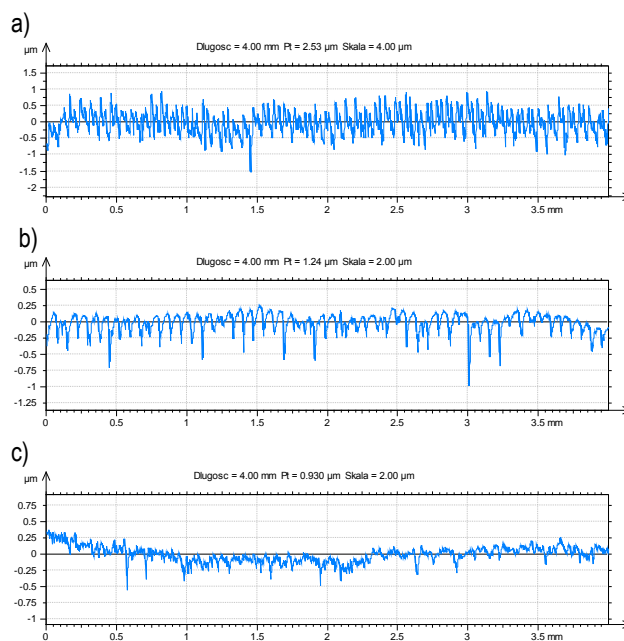 a)
Dlugosc = 4.00 mm Pt = 2.53 µm Skala = 4.00 µm
µm
1.5
1
0.5
0
-0.5
-1
-1.5
-2
0 0.5 1 1.5 2 2.5 3 3.5 mm
b)
Dlugosc = 4.00 mm Pt = 1.24 µm Skala = 2.00 µm
µm
0.5
0.25
0
-0.25
-0.5
-0.75
-1
-1.25
0 0.5 1 1.5 2 2.5 3 3.5 mm
c)
Dlugosc = 4.00 mm Pt = 0.930 µm Skala = 2.00 µm
µm
0.75
0.5
0.25
0
-0.25
-0.5
-0.75
-1
0 0.5 1 1.5 2 2.5 3 3.5 mm